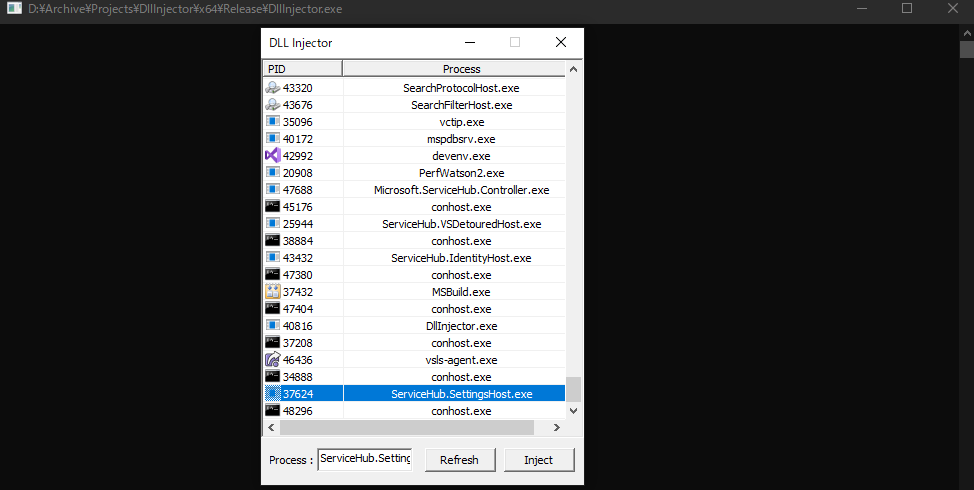 D:¥Archive¥Projects¥DllInjector¥x64¥Release¥DllInjector.exe
DLL Injector
PID Process
43320 SearchProtocolHost.exe
43676 SearchFilterHost.exe
35096 vctip.exe
40172 mspdbsrv.exe
42992 devenv.exe
20908 PerfWatson2.exe
47688 Microsoft.ServiceHub.Controller.exe
45176 conhost.exe
25944 ServiceHub.VSDetouredHost.exe
38884 conhost.exe
43432 ServiceHub.IdentityHost.exe
47380 conhost.exe
37432 MSBuild.exe
47404 conhost.exe
40816 DllInjector.exe
37208 conhost.exe
46436 vsls-agent.exe
34888 conhost.exe
37624 ServiceHub.SettingsHost.exe
48296 conhost.exe
Process : ServiceHub.Setting Refresh Inject